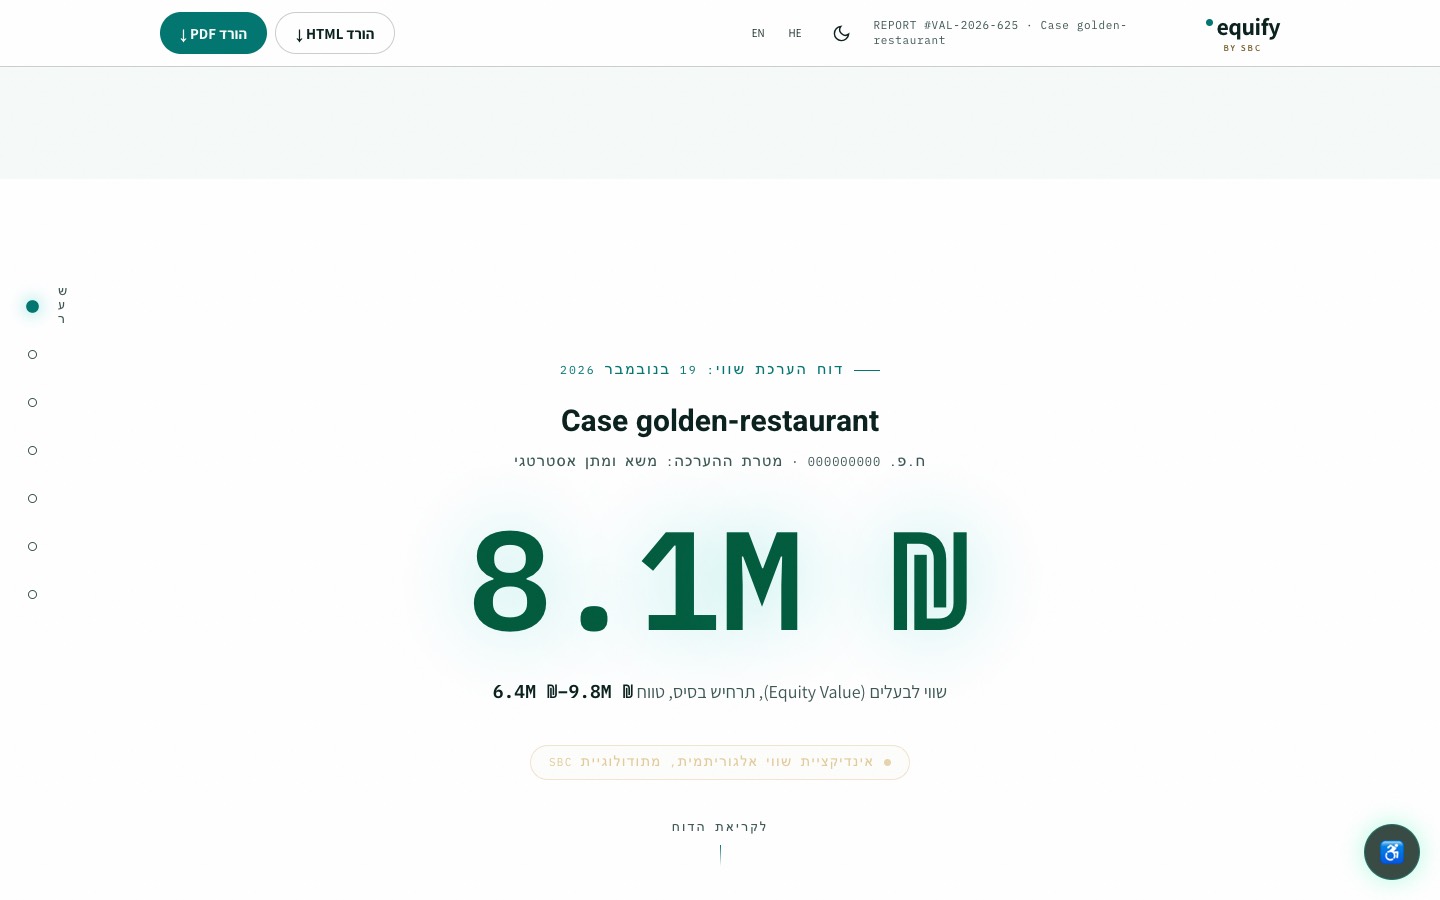 equify
BY SBC
REPORT #VAL-2026-625 · Case golden-
restaurant
HE
EN
הורד HTML ↓
הורד PDF ↓
שער
דוח הערכת שווי: 19 בנובמבר 2026
Case golden-restaurant
ח.פ. 000000000 · מטרת ההערכה: משא ומתן אסטרטגי
8.1M ₪
שווי לבעלים (Equity Value), תרחיש בסיס, טווח 6.4M ₪–9.8M ₪
אינדיקציית שווי אלגוריתמית, מתודולוגיית SBC
לקריאת הדוח